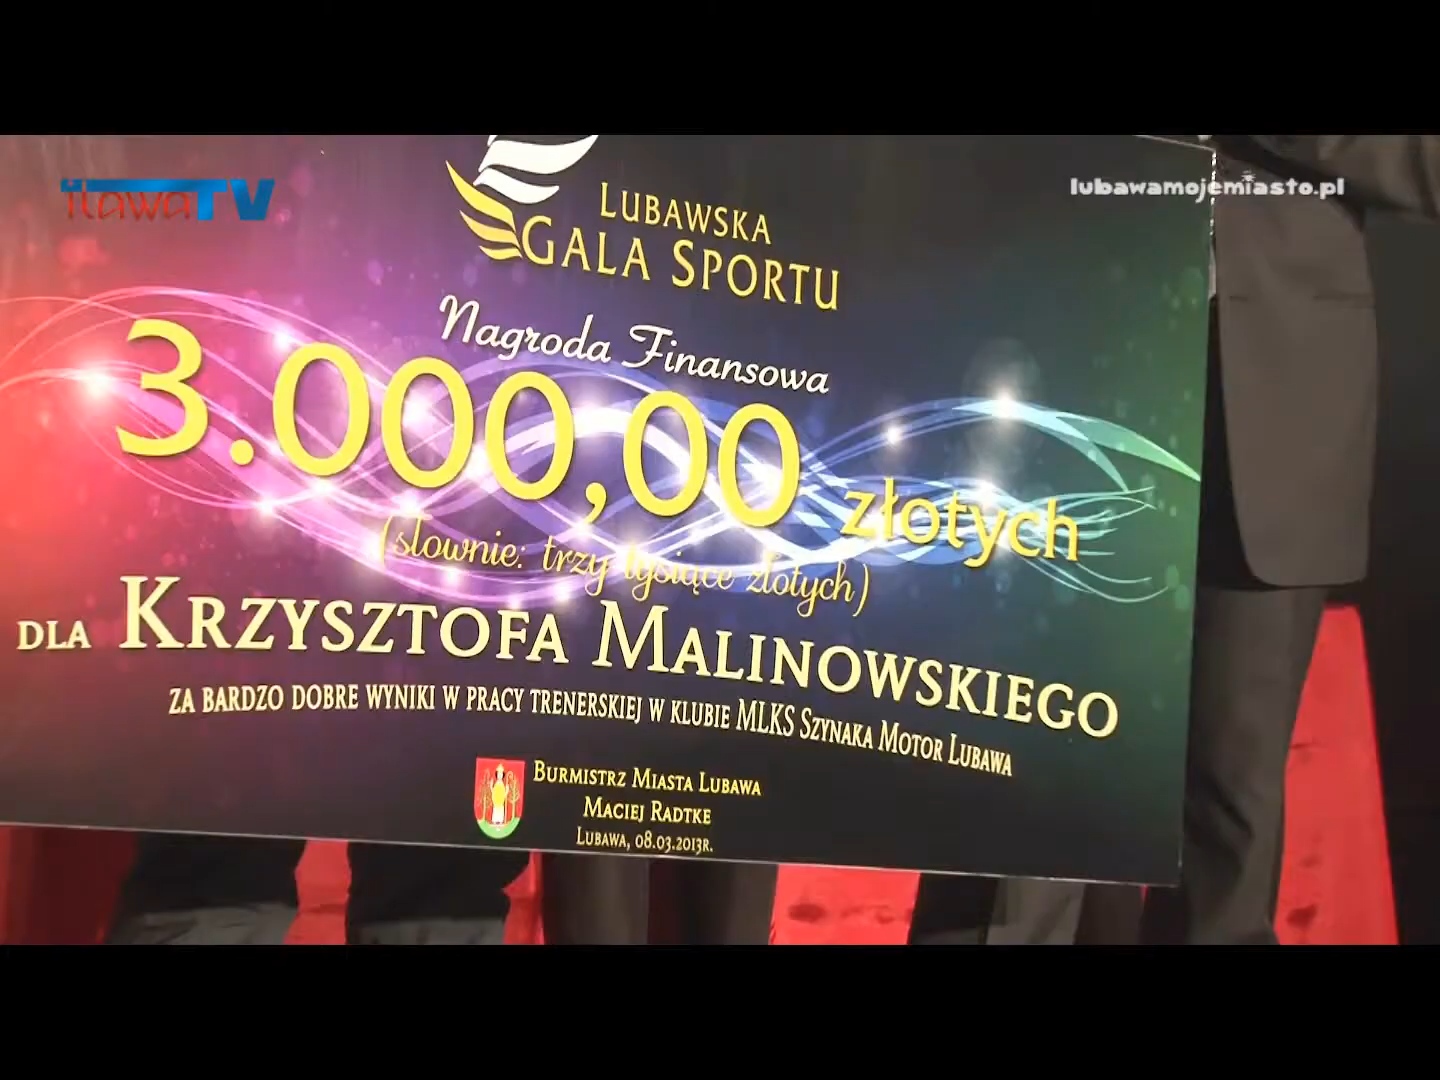 iławaTV
lubawamojemiasto.pl
LUBAWSKA
GALA SPORTU
Nagroda Finansowa
3.000,00 złotych
(słownie: trzy tysiące złotych)
DLA KRZYSZTOFA MALINOWSKIEGO
ZA BARDZO DOBRE WYNIKI W PRACY TRENERSKIEJ W KLUBIE MLKS SZYNAKA MOTOR LUBAWA
BURMISTRZ MIASTA LUBAWA
MACIEJ RADTKE
LUBAWA, 08.03.2013R.